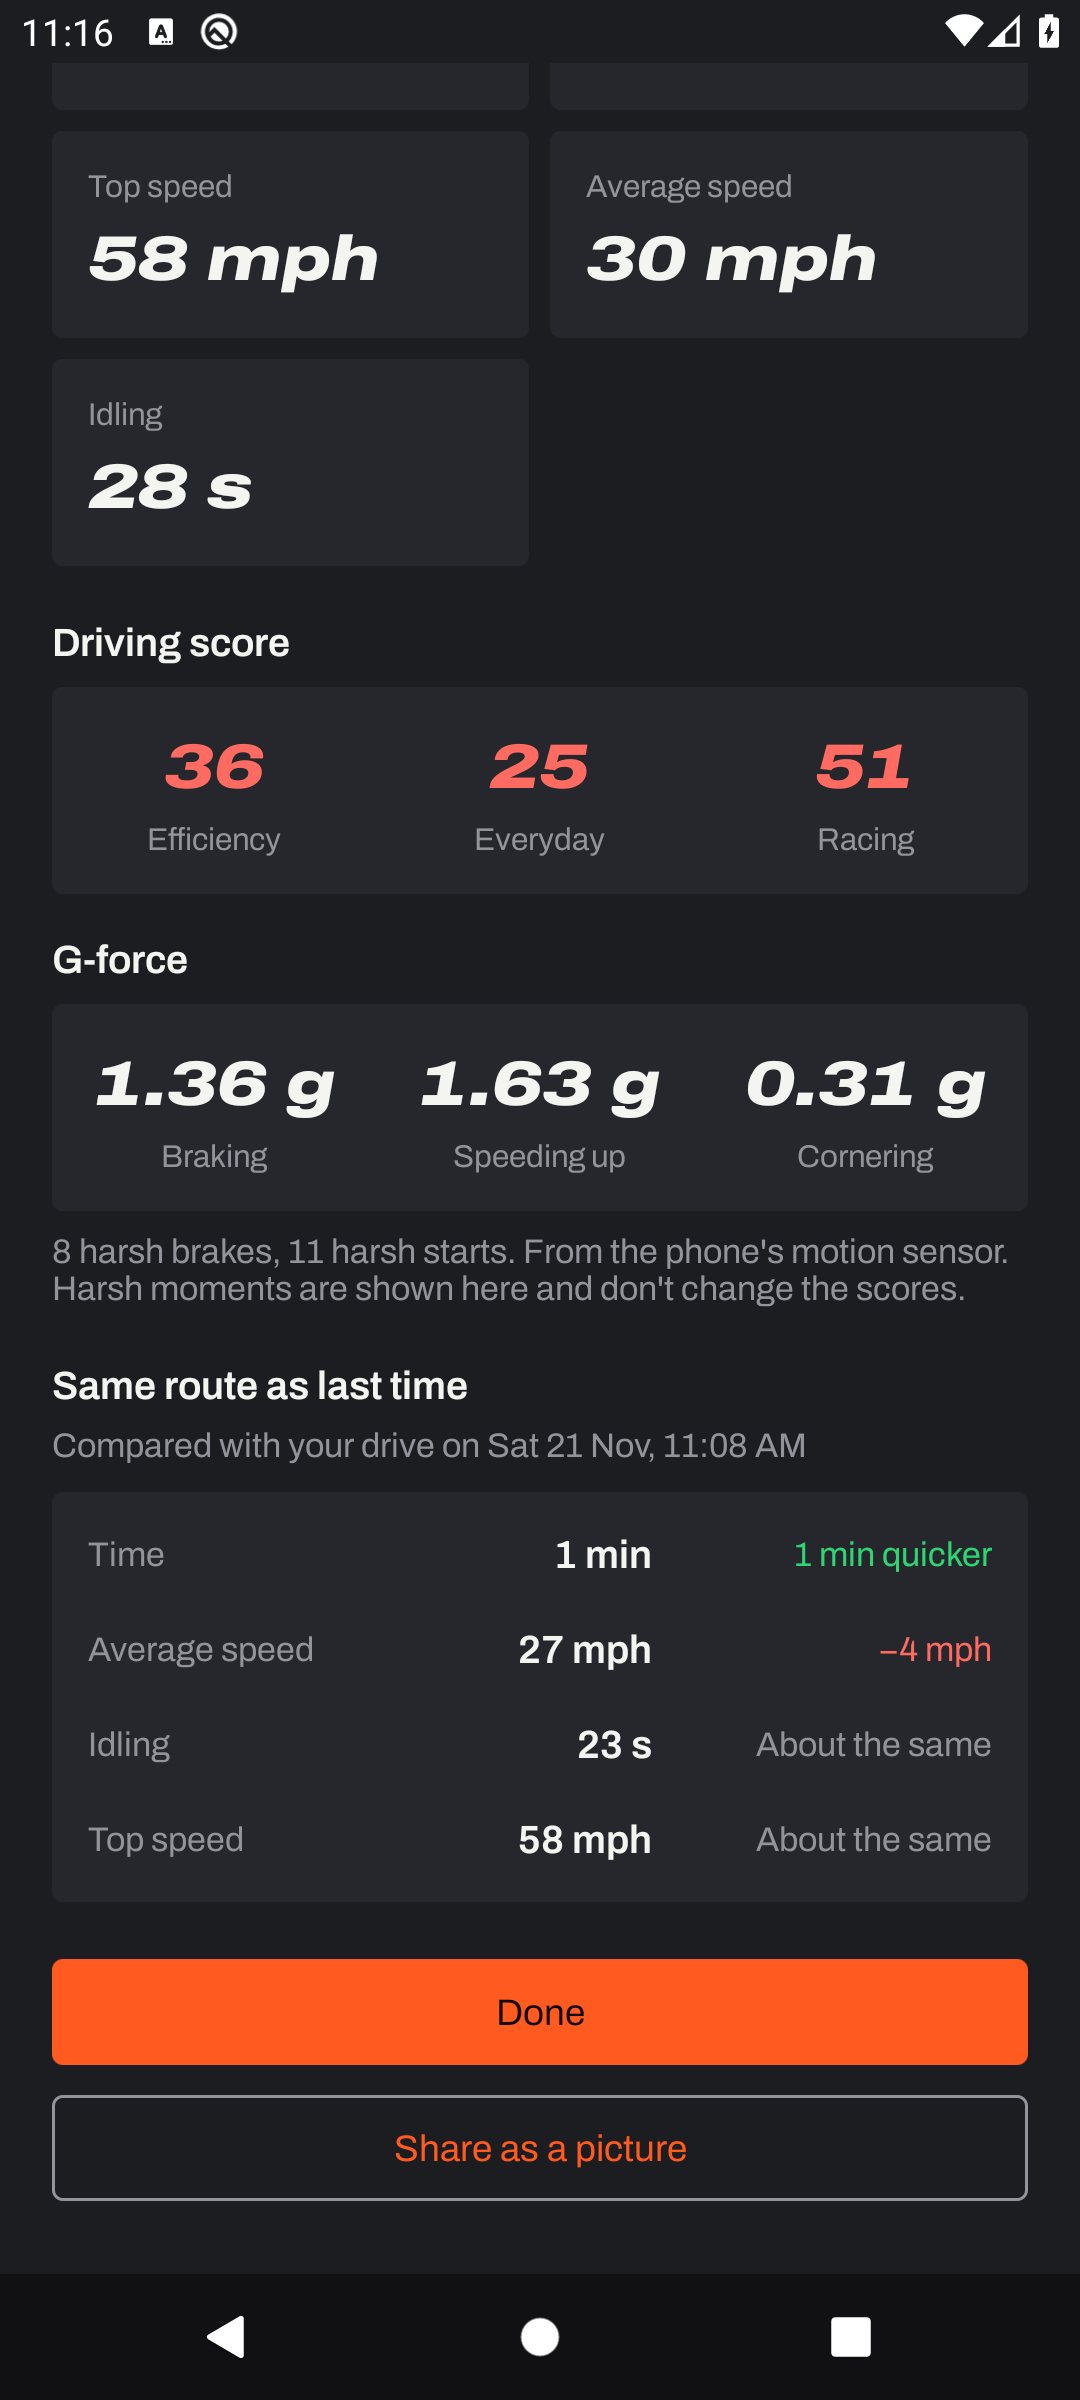 11:16
Top speed
Average speed
58 mph
30 mph
Idling
28 s
Driving score
36
25
51
Efficiency
Everyday
Racing
G-force
1.36 g
1.63 g
0.31 g
Braking
Speeding up
Cornering
8 harsh brakes, 11 harsh starts. From the phone's motion sensor.
Harsh moments are shown here and don't change the scores.
Same route as last time
Compared with your drive on Sat 21 Nov, 11:08 AM
Time 1 min 1 min quicker
Average speed 27 mph –4 mph
Idling 23 s About the same
Top speed 58 mph About the same
Done
Share as a picture